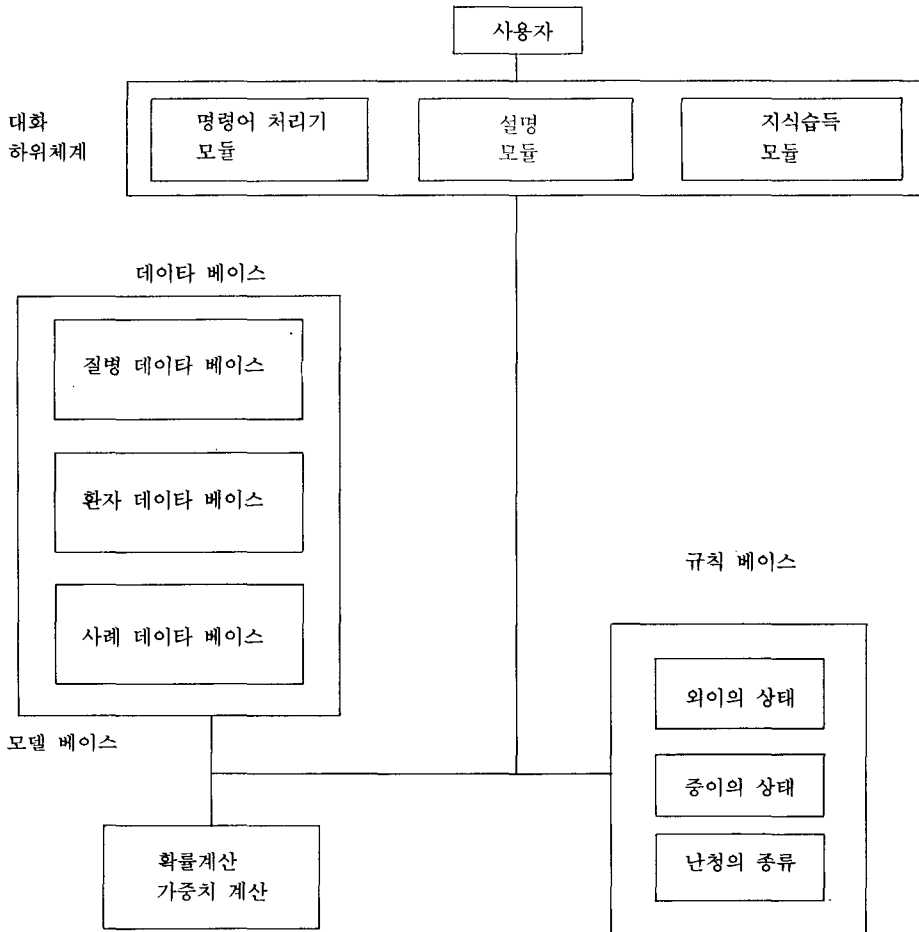 사용자
대화
하위체계
명령어 처리기
모듈
설명
모듈
지식습득
모듈
데이타 베이스
질병 데이타 베이스
환자 데이타 베이스
사례 데이타 베이스
모델 베이스
확률계산
가중치 계산
규칙 베이스
외이의 상태
중이의 상태
난청의 종류